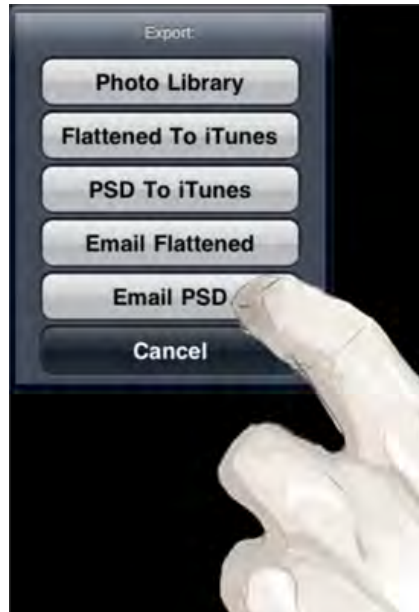 Export:
Photo Library
Flattened To iTunes
PSD To iTunes
Email Flattened
Email PSD
Cancel